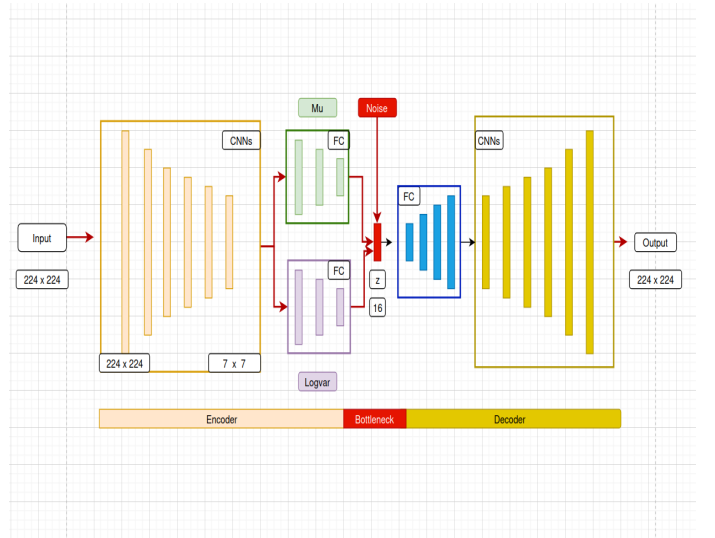 Mu
Noise
CNNs
FC
CNNs
FC
Input
Output
224 x 224
224 x 224
FC
z
16
224 x 224
7 x 7
Logvar
Encoder
Bottleneck
Decoder